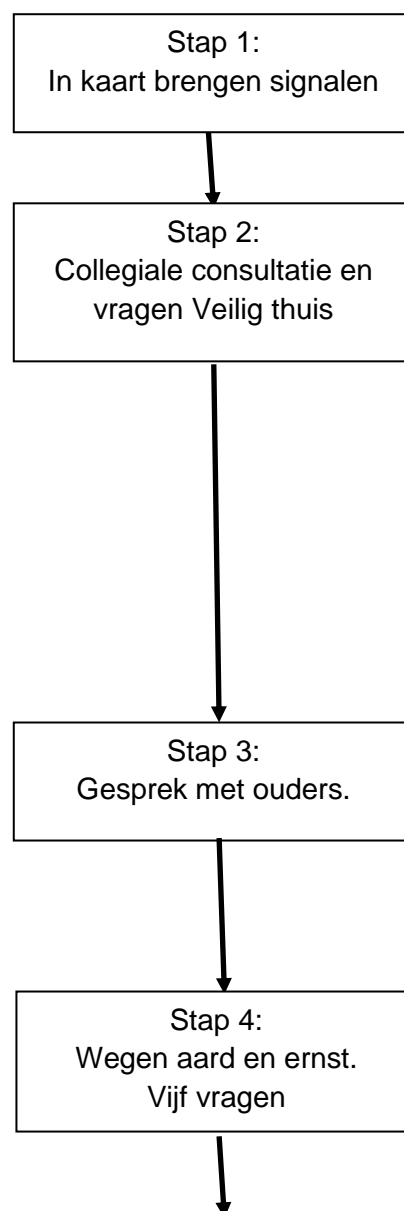 Stap 1:
In kaart brengen signalen
Stap 2:
Collegiale consultatie en
vragen Veilig thuis
Stap 3:
Gesprek met ouders.
Stap 4:
Wegen aard en ernst.
Vijf vragen